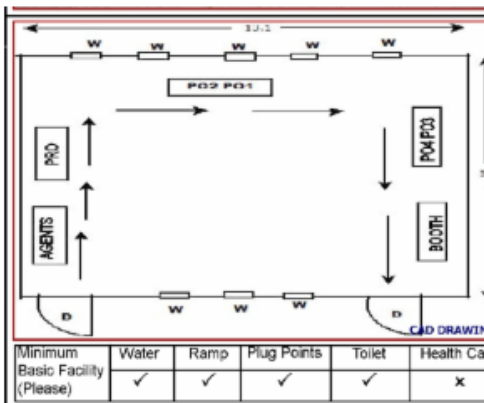 W W W W W
PO2 PO1
PRO
PO4 PO3
AGENTS
BOOTH
D W W W D
CAD DRAWIN
Minimum Basic Facility (Please) Water Ramp Plug Points Toilet Health Ca
✓ ✓ ✓ ✓ x